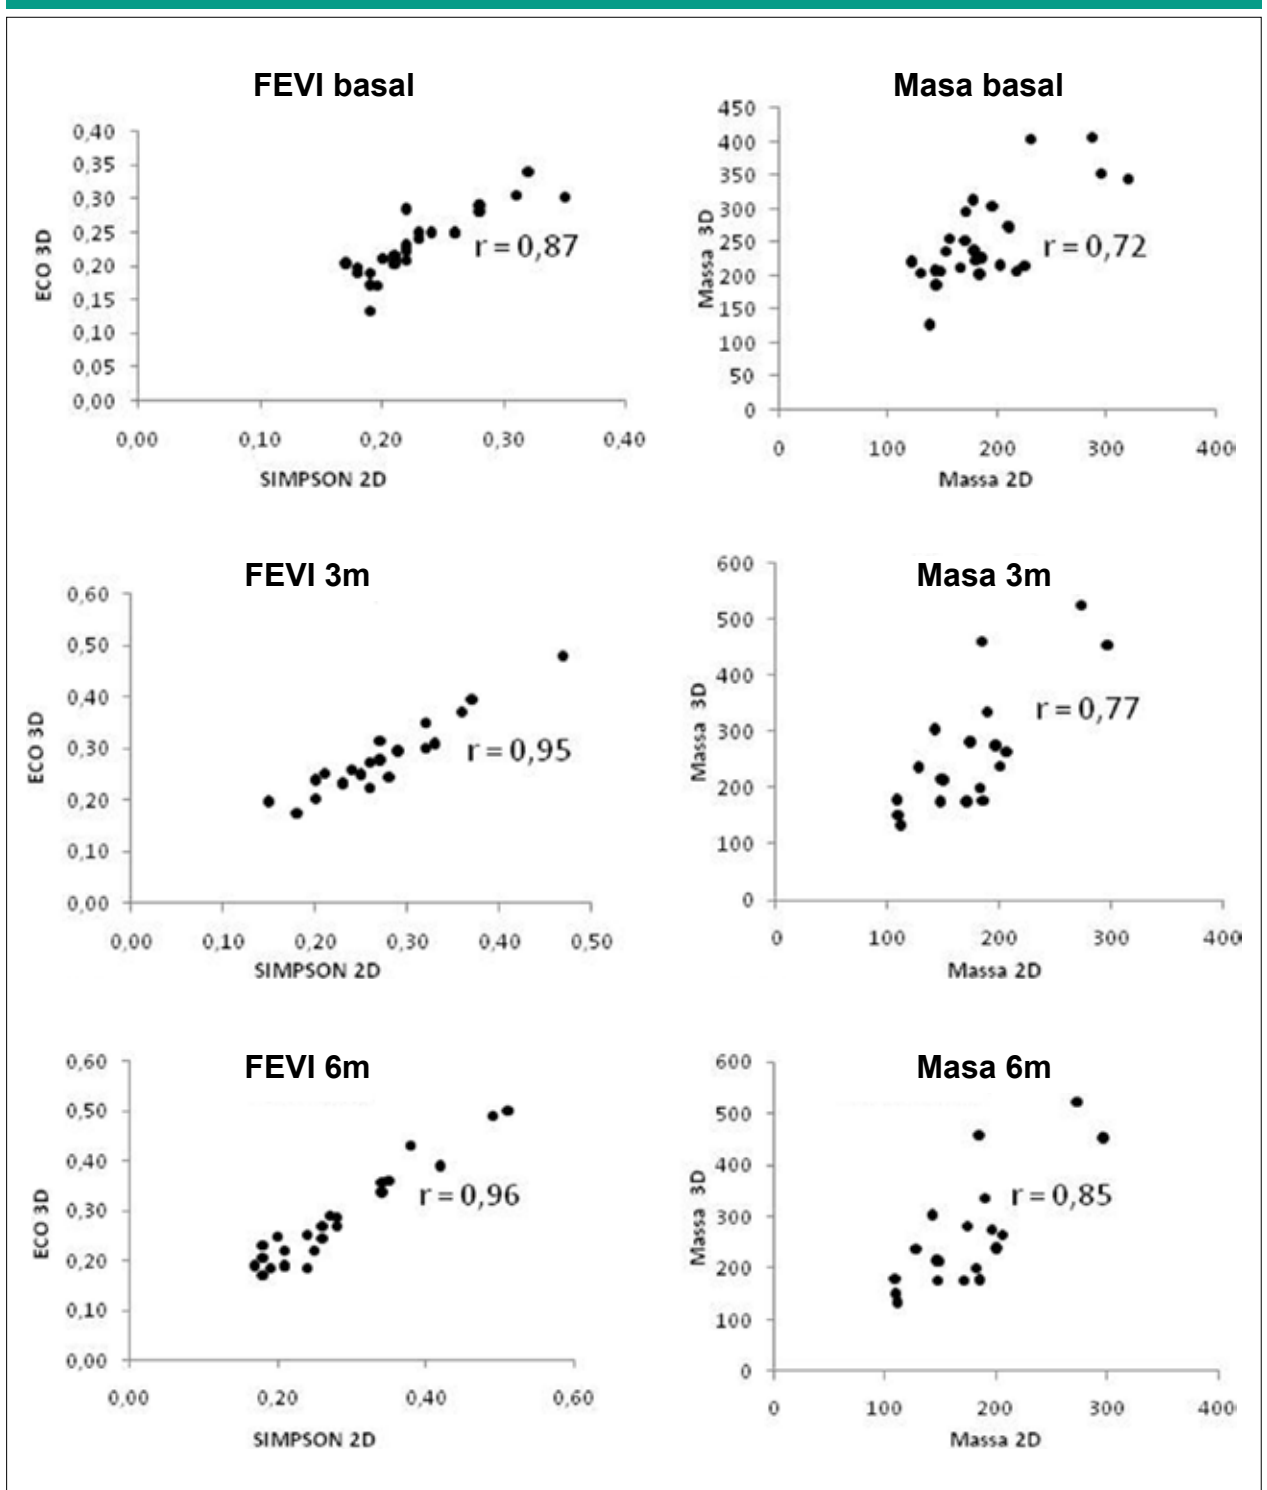 FEVI basal
0,40
0,35
0,30
0,25
0,20
0,15
0,10
0,05
0,00
ECO 3D
r = 0,87
0,00 0,10 0,20 0,30 0,40
SIMPSON 2D
Masa basal
450
400
350
300
250
200
150
100
50
0
Massa 3D
r = 0,72
0 100 200 300 400
Massa 2D
FEVI 3m
0,60
0,50
0,40
0,30
0,20
0,10
0,00
ECO 3D
r = 0,95
0,00 0,10 0,20 0,30 0,40 0,50
SIMPSON 2D
Masa 3m
600
500
400
300
200
100
0
Massa 3D
r = 0,77
0 100 200 300 400
Massa 2D
FEVI 6m
0,60
0,50
0,40
0,30
0,20
0,10
0,00
ECO 3D
r = 0,96
0,00 0,20 0,40 0,60
SIMPSON 2D
Masa 6m
600
500
400
300
200
100
0
Massa 3D
r = 0,85
0 100 200 300 400
Massa 2D